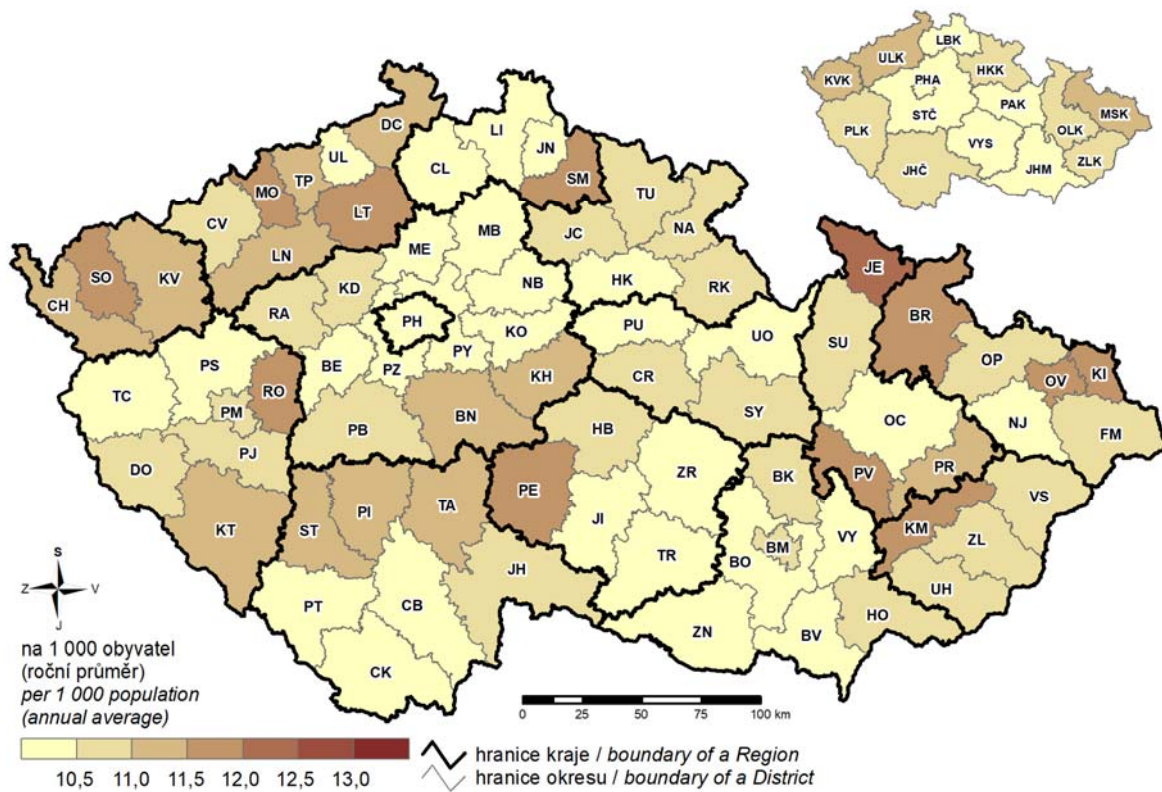 LBK
ULK
HKK
KVK
PHA
STČ
PAK
MSK
PLK
OLK
VYS
ZLK
JHČ
JHM
DC
LI
UL
JN
CL
MO
TP
SM
TU
LT
CV
MB
JC
NA
ME
LN
SO
KV
JE
CH
KD
NB
HK
RK
RA
BR
PH
PU
KO
UO
SU
OP
PS
BE
PY
PZ
OV
KI
TC
RO
CR
KH
PM
BN
SY
OC
NJ
FM
PB
HB
DO
PJ
ZR
PV
PR
BK
PE
VS
ST
PI
TA
KM
KT
JI
VY
ZL
BM
TR
BO
JH
UH
PT
CB
HO
ZN
BV
CK
S
Z V
J
na 1 000 obyvatel
(roční průměr)
per 1 000 population
(annual average)
10,5 11,0 11,5 12,0 12,5 13,0
0 25 50 75 100 km
hranice kraje / boundary of a Region
hranice okresu / boundary of a District